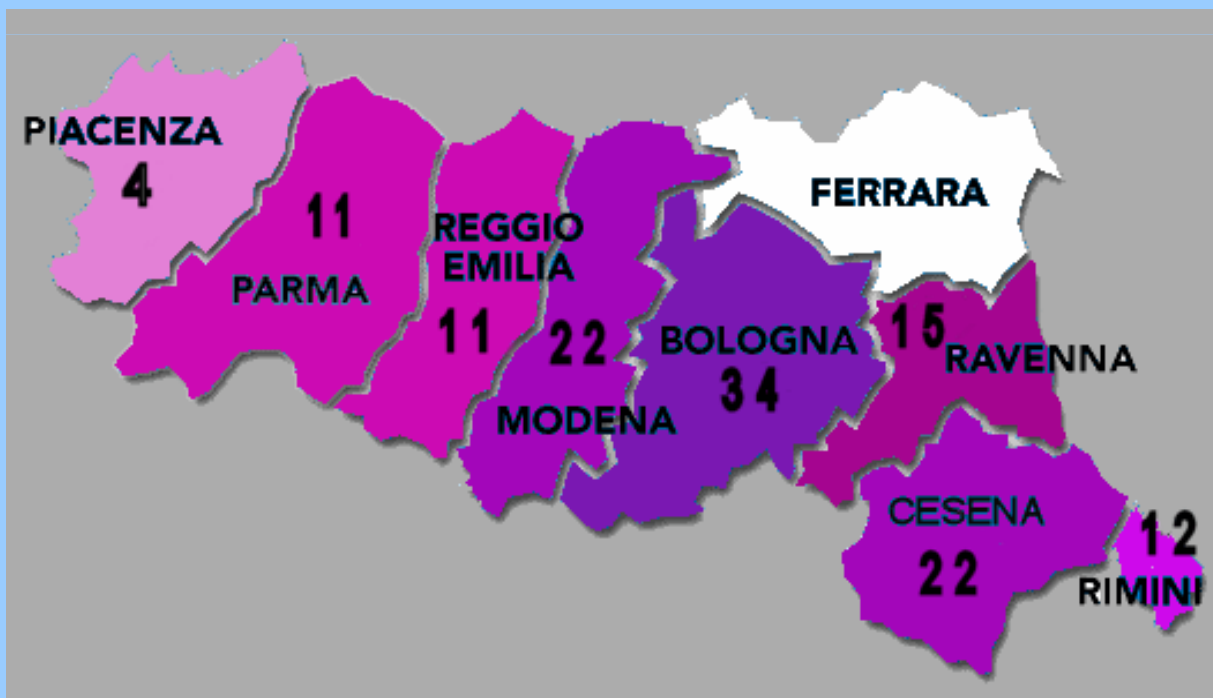 PIACENZA
4
11
PARMA
REGGIO
EMILIA
11
22
MODENA
BOLOGNA
34
FERRARA
15
RAVENNA
CESENA
22
12
RIMINI